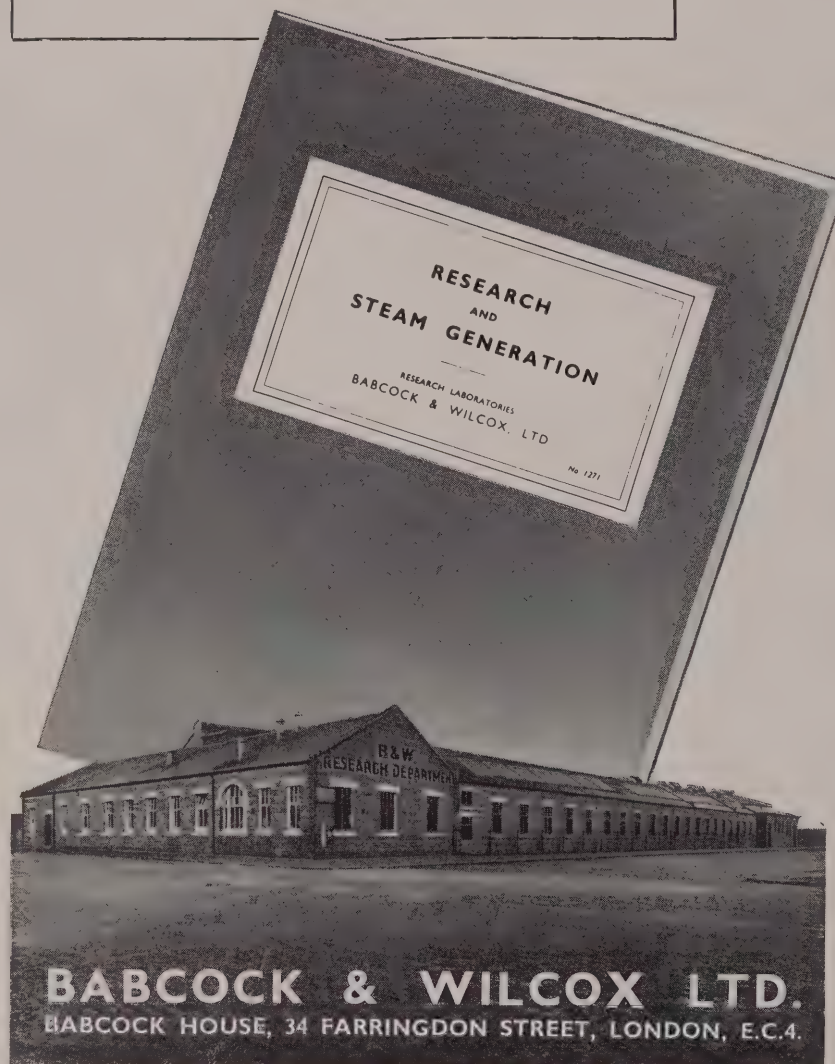 RESEARCH
AND
STEAM GENERATION
RESEARCH LABORATORIES
BABCOCK & WILCOX, LTD
No 1271
B&W
RESEARCH DEPARTMENT
BABCOCK & WILCOX LTD.
BABCOCK HOUSE, 34 FARRINGDON STREET, LONDON, E.C.4.